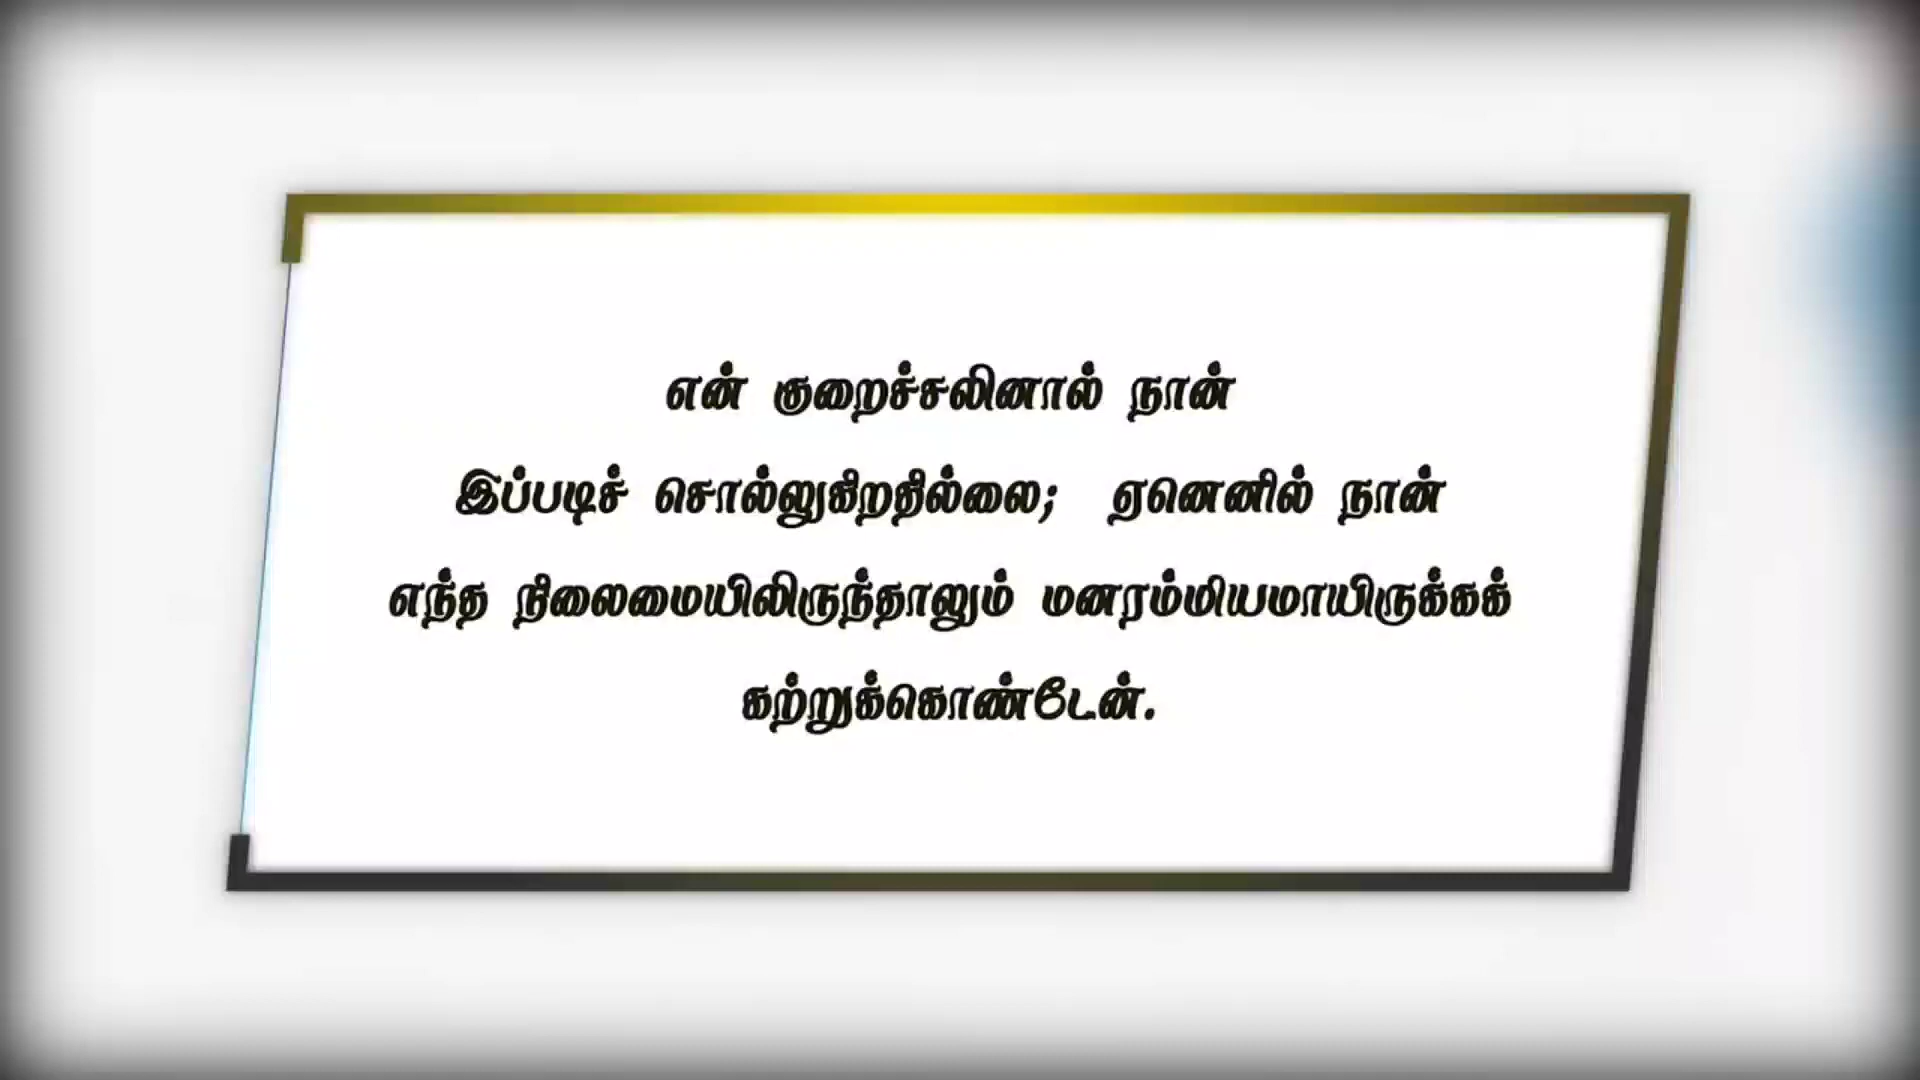 என் குறைச்சலினால் நான்
இப்படிச் சொல்லுகிறதில்லை; ஏனெனில் நான்
எந்த நிலைமையிலிருந்தாலும் மனரம்மியமாயிருக்கக்
கற்றுக்கொண்டேன்.